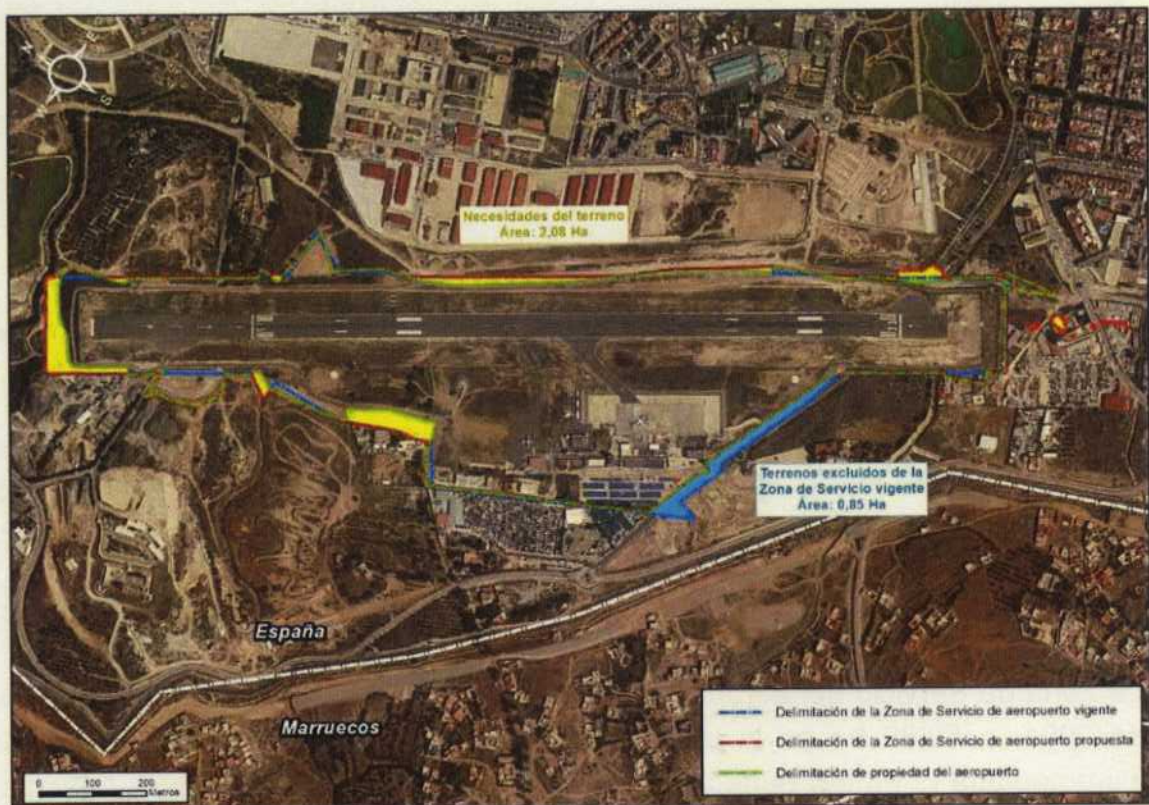 N
E
S
Necesidades del terreno
Área: 2,08 Ha
Terrenos excluidos de la
Zona de Servicio vigente
Área: 0,85 Ha
España
Marruecos
Delimitación de la Zona de Servicio de aeropuerto vigente
Delimitación de la Zona de Servicio de aeropuerto propuesta
Delimitación de propiedad del aeropuerto
0 100 200
Metros